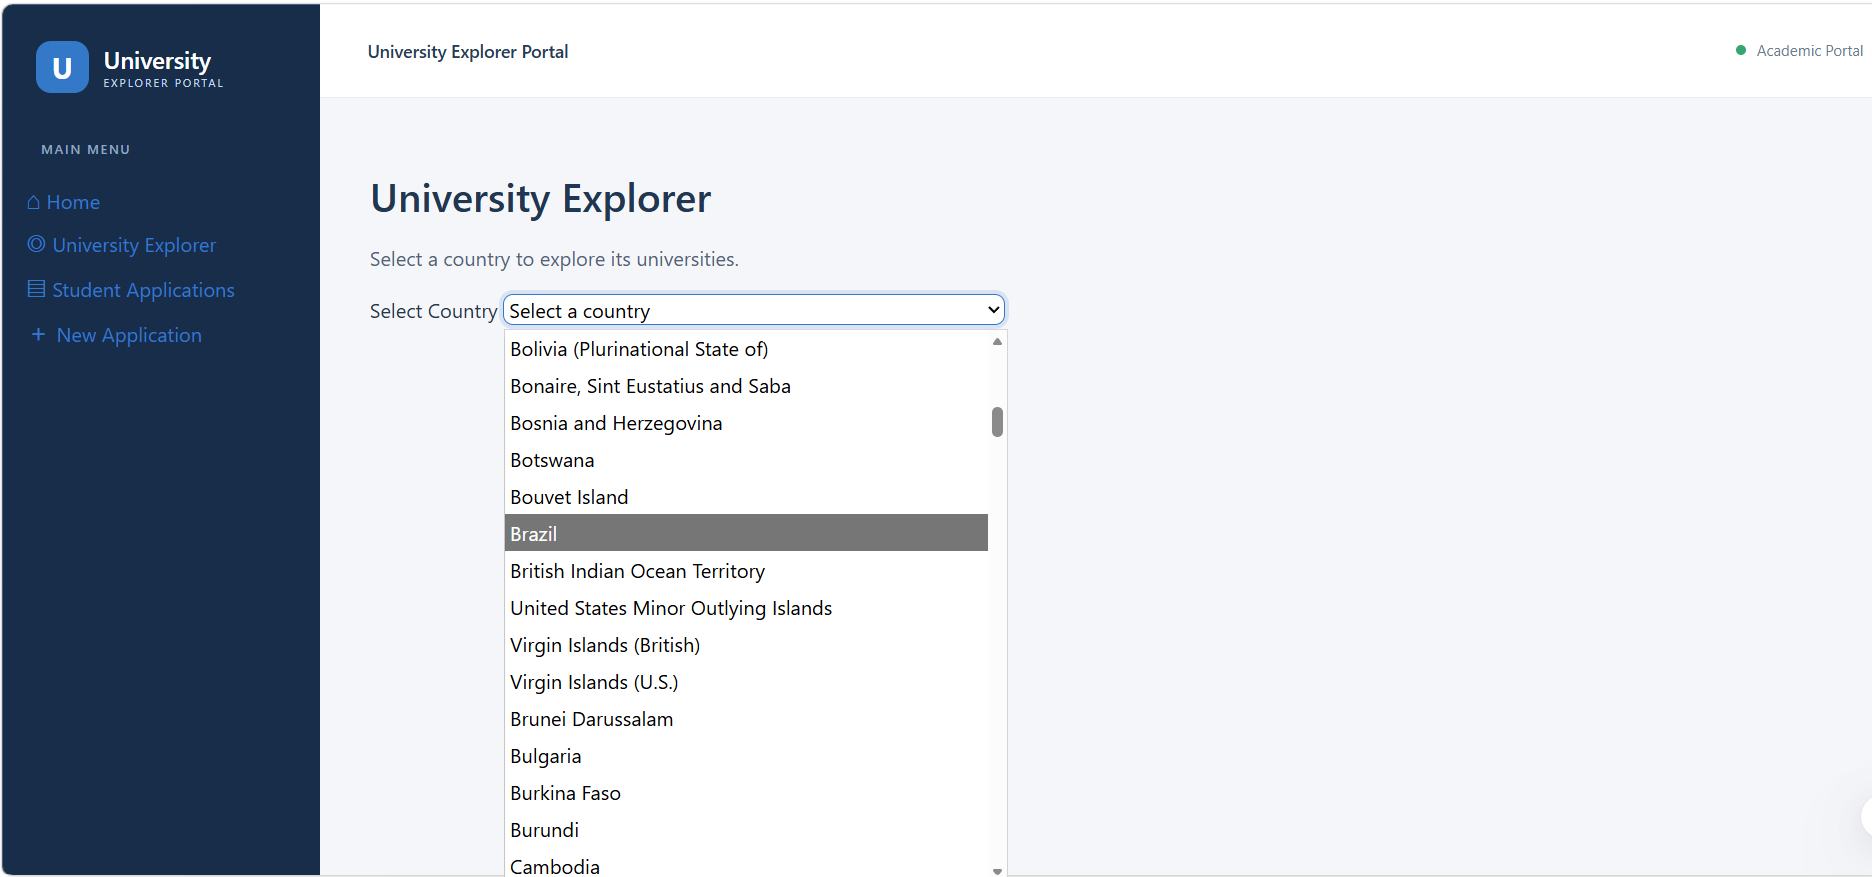 U
University
EXPLORER PORTAL
MAIN MENU
Home
University Explorer
Student Applications
+ New Application
University Explorer Portal
Academic Portal
University Explorer
Select a country to explore its universities.
Select Country Select a country
Bolivia (Plurinational State of)
Bonaire, Sint Eustatius and Saba
Bosnia and Herzegovina
Botswana
Bouvet Island
Brazil
British Indian Ocean Territory
United States Minor Outlying Islands
Virgin Islands (British)
Virgin Islands (U.S.)
Brunei Darussalam
Bulgaria
Burkina Faso
Burundi
Cambodia